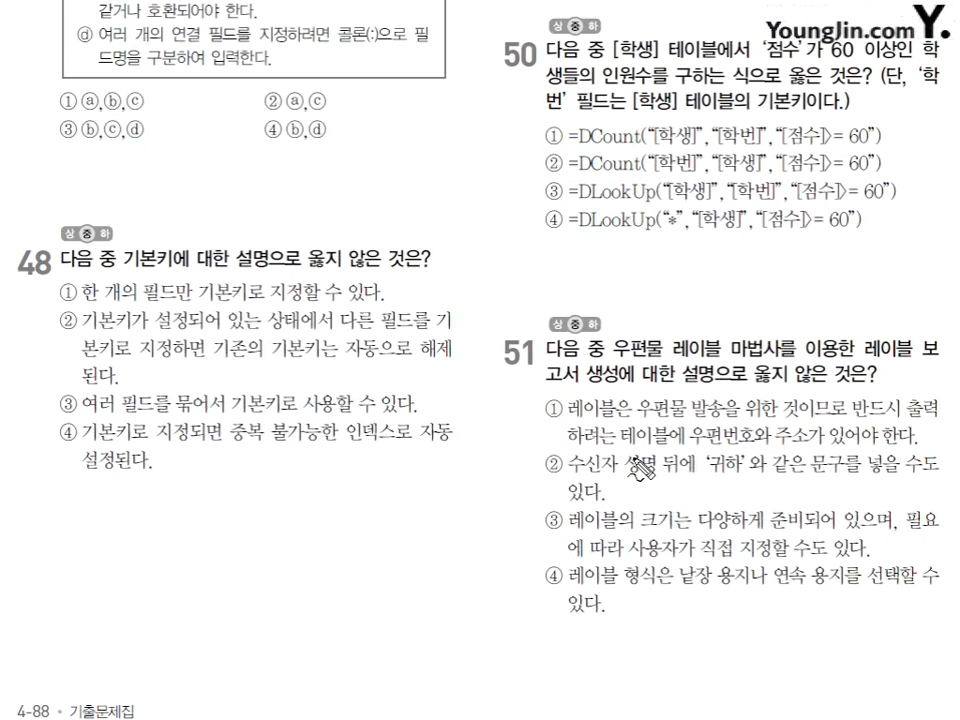 같거나 호환되어야 한다.
ⓓ 여러 개의 연결 필드를 지정하려면 콜론(:)으로 필
드명을 구분하여 입력한다.
① ⓐ,ⓑ,ⓒ ② ⓐ,ⓒ
③ ⓑ,ⓒ,ⓓ ④ ⓑ,ⓓ
상 중 하
48 다음 중 기본키에 대한 설명으로 옳지 않은 것은?
① 한 개의 필드만 기본키로 지정할 수 있다.
② 기본키가 설정되어 있는 상태에서 다른 필드를 기
본키로 지정하면 기존의 기본키는 자동으로 해제
된다.
③ 여러 필드를 묶어서 기본키로 사용할 수 있다.
④ 기본키로 지정되면 중복 불가능한 인덱스로 자동
설정된다.
4-88 • 기출문제집
YoungJin.com Y.
상 중 하
50 다음 중 [학생] 테이블에서 ‘점수’가 60 이상인 학
생들의 인원수를 구하는 식으로 옳은 것은? (단, ‘학
번’ 필드는 [학생] 테이블의 기본키이다.)
① =DCount(“[학생]”,“[학번]”,“[점수]>= 60”)
② =DCount(“[학번]”,“[학생]”,“[점수]>= 60”)
③ =DLookUp(“[학생]”,“[학번]”,“[점수]>= 60”)
④ =DLookUp(“*”,“[학생]”,“[점수]>= 60”)
상 중 하
51 다음 중 우편물 레이블 마법사를 이용한 레이블 보
고서 생성에 대한 설명으로 옳지 않은 것은?
① 레이블은 우편물 발송을 위한 것이므로 반드시 출력
하려는 테이블에 우편번호와 주소가 있어야 한다.
② 수신자 성명 뒤에 ‘귀하’와 같은 문구를 넣을 수도
있다.
③ 레이블의 크기는 다양하게 준비되어 있으며, 필요
에 따라 사용자가 직접 지정할 수도 있다.
④ 레이블 형식은 낱장 용지나 연속 용지를 선택할 수
있다.